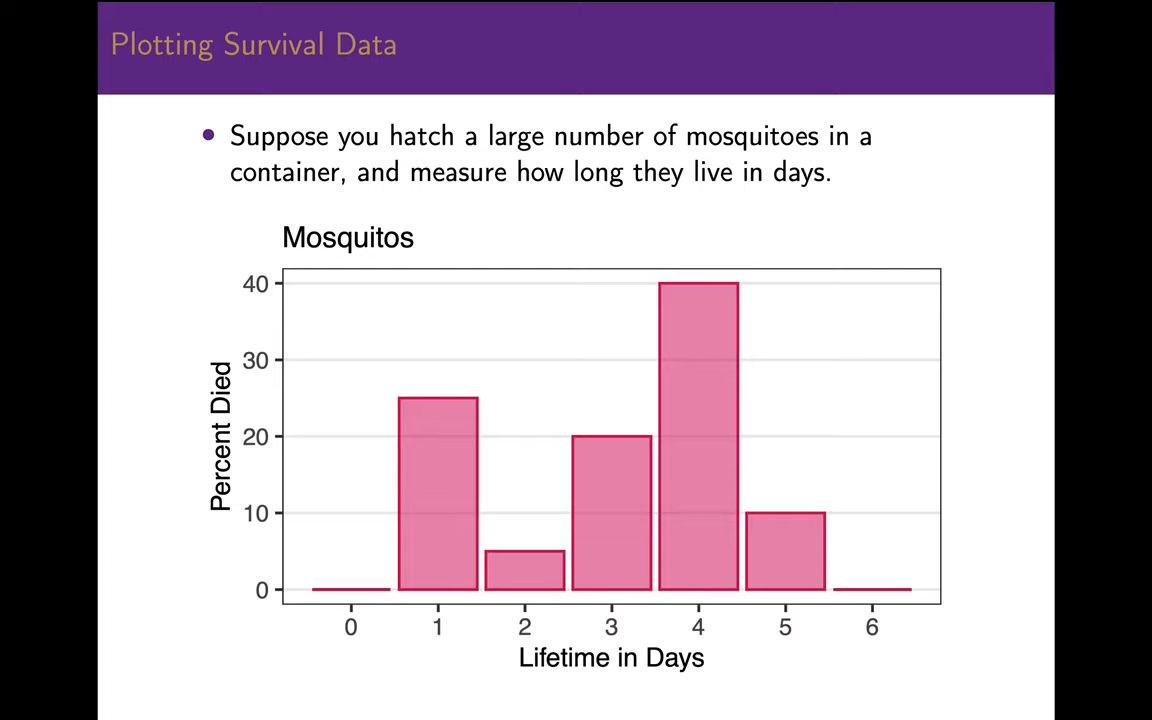 Plotting Survival Data
• Suppose you hatch a large number of mosquitoes in a
container, and measure how long they live in days.
Mosquitos
Percent Died
40
30
20
10
0
0 1 2 3 4 5 6
Lifetime in Days